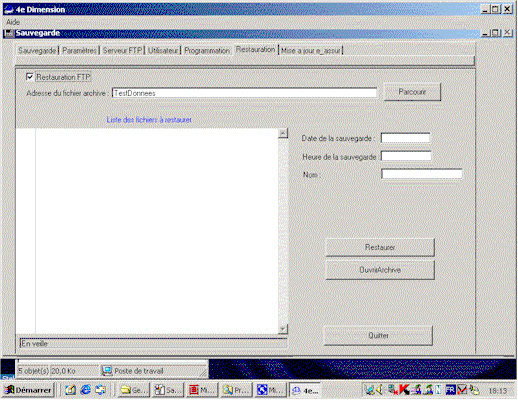 4e Dimension
Aide
Sauvegarde
Sauvegarde Paramètres Serveur FTP Utilisateur Programmation Restauration Mise a jour e_assur
Restauration FTP
Adresse du fichier archive : TestDonnees Parcourir
Liste des fichiers à restaurer
Date de la sauvegarde :
Heure de la sauvegarde :
Nom :
Restaurer
OuvrirArchive
Quitter
En veille
5 objet(s) 20,0 Ko Poste de travail
Démarrer Ge... Sa... Mi... Pr... Mi... 4e... FR 18:13